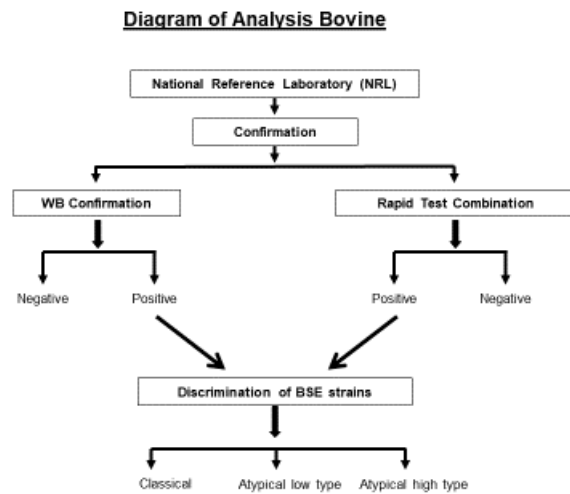 Diagram of Analysis Bovine
National Reference Laboratory (NRL)
Confirmation
WB Confirmation
Rapid Test Combination
Negative
Positive
Positive
Negative
Discrimination of BSE strains
Classical
Atypical low type
Atypical high type